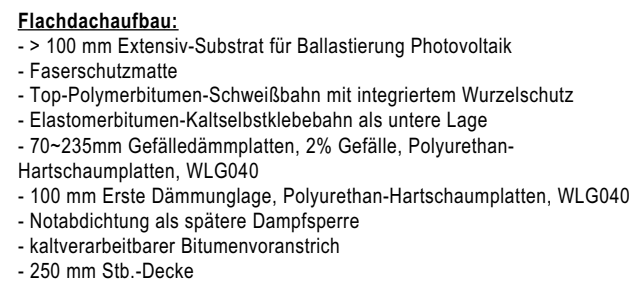 Flachdachaufbau:
- > 100 mm Extensiv-Substrat für Ballastierung Photovoltaik
- Faserschutzmatte
- Top-Polymerbitumen-Schweißbahn mit integriertem Wurzelschutz
- Elastomerbitumen-Kaltselbstklebebahn als untere Lage
- 70~235mm Gefälledämmplatten, 2% Gefälle, Polyurethan-
Hartschaumplatten, WLG040
- 100 mm Erste Dämmunglage, Polyurethan-Hartschaumplatten, WLG040
- Notabdichtung als spätere Dampfsperre
- kaltverarbeitbarer Bitumenvoranstrich
- 250 mm Stb.-Decke